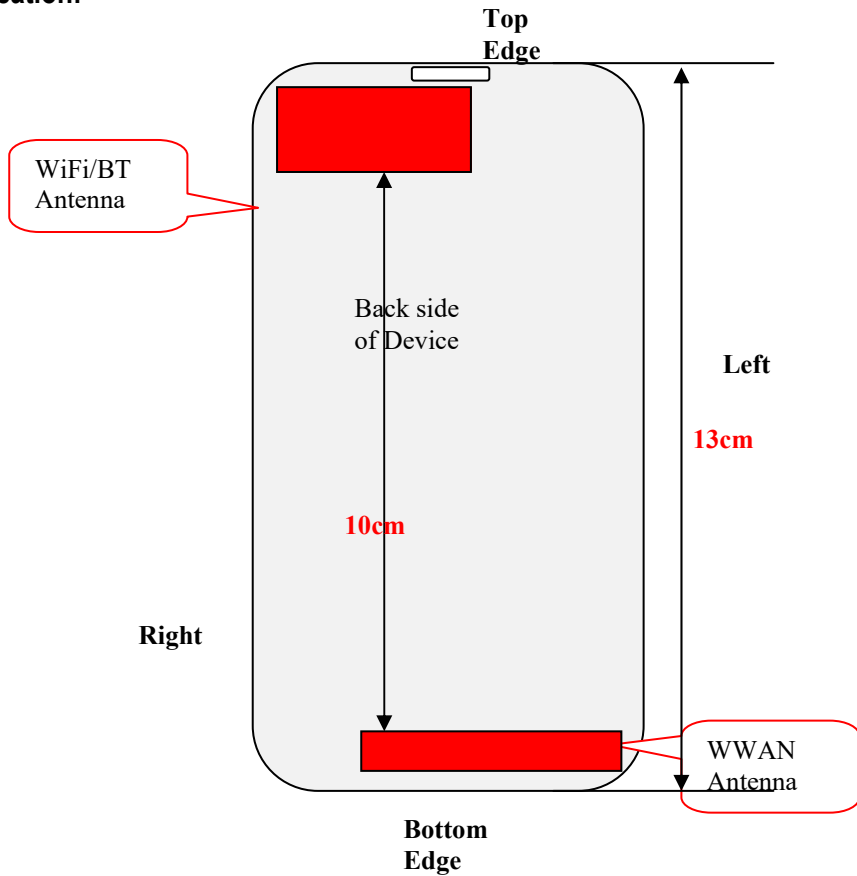 Top
Edge
WiFi/BT
Antenna
Back side
of Device
Left
13cm
10cm
Right
WWAN
Antenna
Bottom
Edge